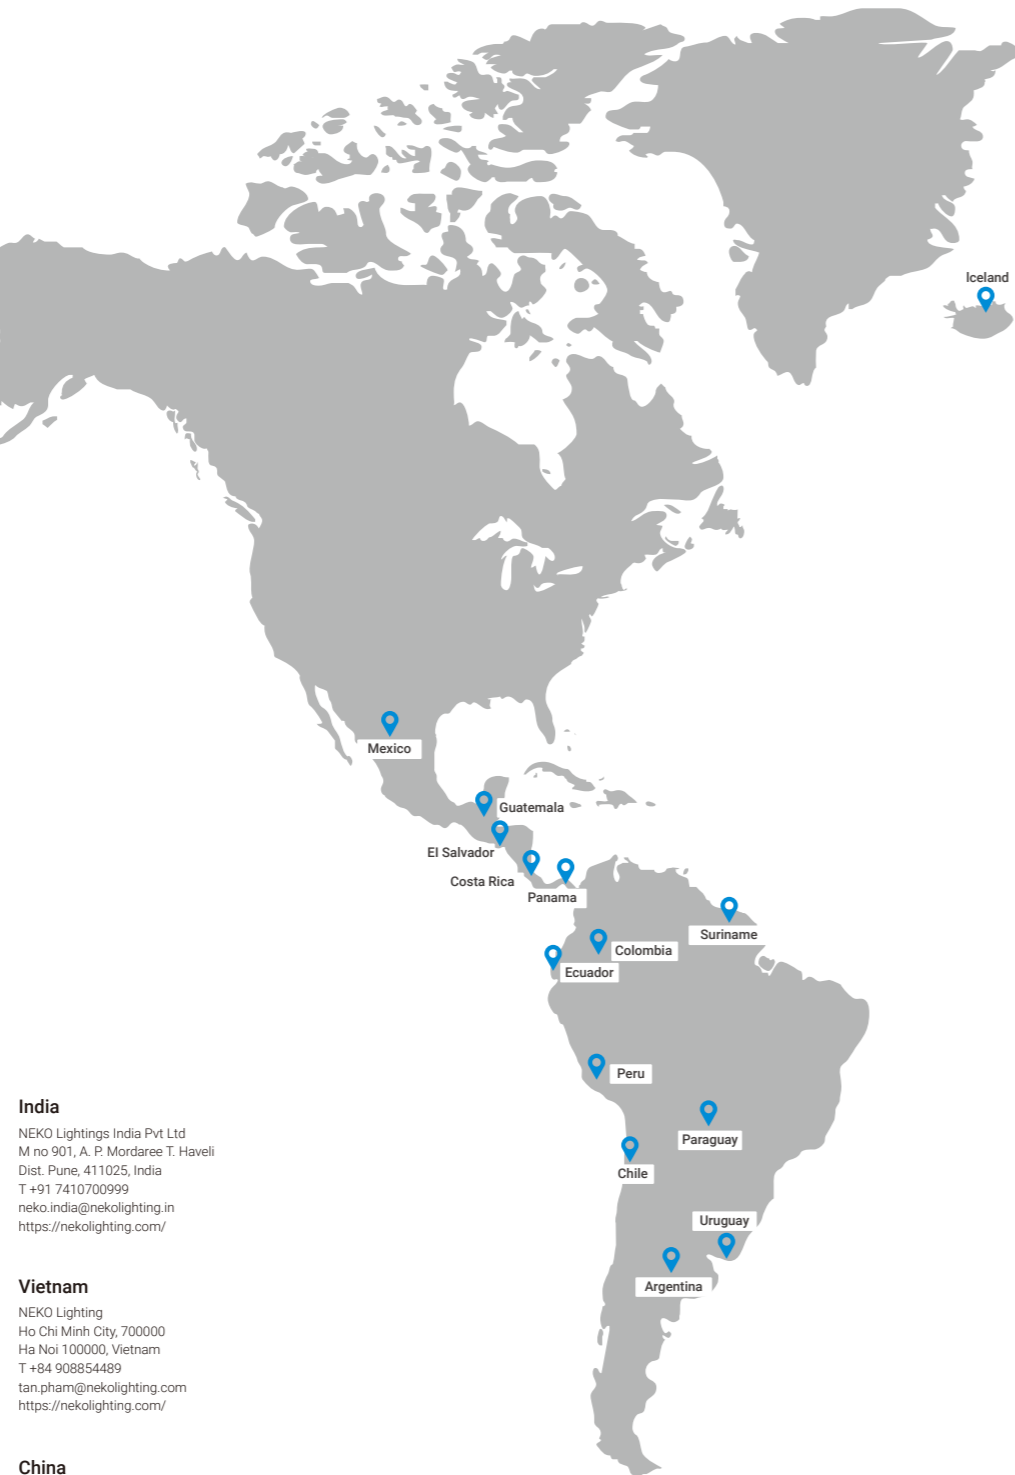 Iceland
Mexico
Guatemala
El Salvador
Costa Rica
Panama
Suriname
Colombia
Ecuador
Peru
Paraguay
Chile
Uruguay
Argentina
India
NEKO Lightings India Pvt Ltd
M no 901, A. P. Mordaree T. Haveli
Dist. Pune, 411025, India
T +91 7410700999
neko.india@nekolighting.in
https://nekolighting.com/
Vietnam
NEKO Lighting
Ho Chi Minh City, 700000
Ha Noi 100000, Vietnam
T +84 908854489
tan.pham@nekolighting.com
https://nekolighting.com/
China